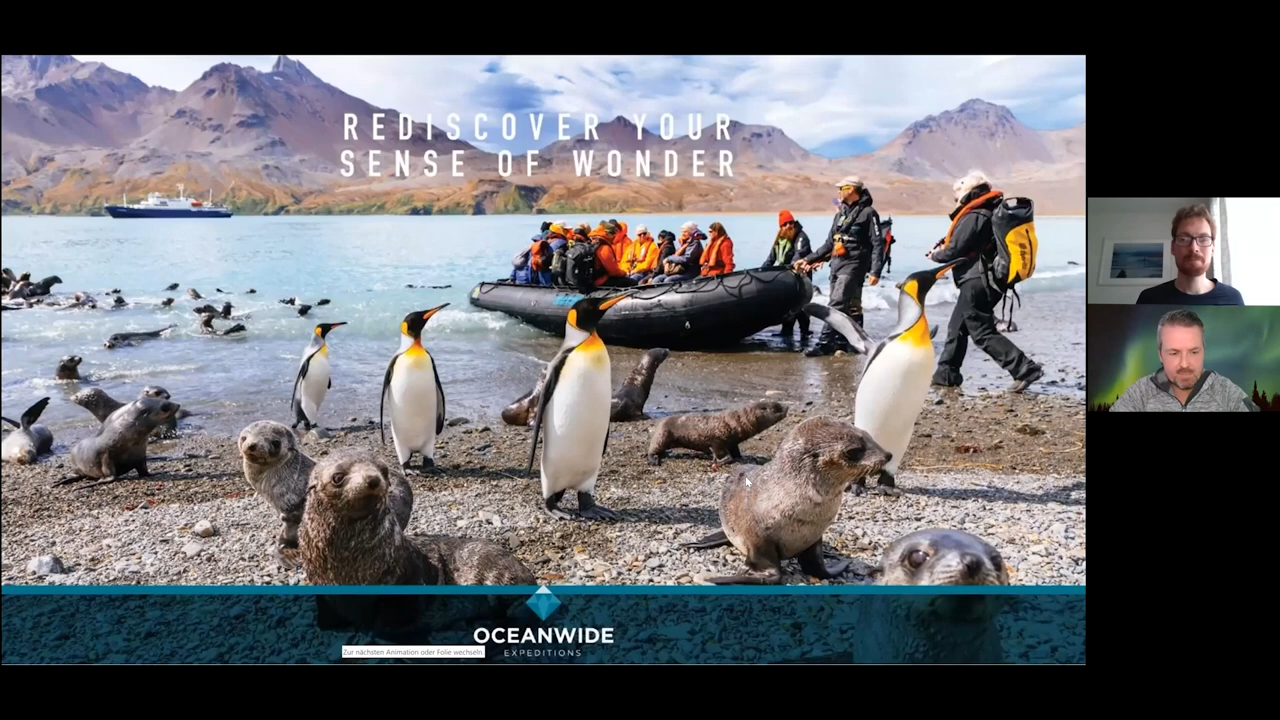 REDISCOVER YOUR
SENSE OF WONDER
OCEANWIDE
EXPEDITIONS
Zur nächsten Animation oder Folie wechseln.